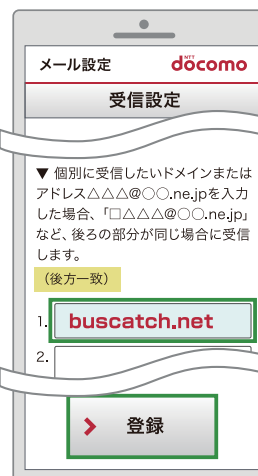 メール設定
NTT
döcomo
受信設定
▼ 個別に受信したいドメインまたは
アドレス△△△@○○.ne.jpを入力
した場合、「□△△△@○○.ne.jp」
など、後ろの部分が同じ場合に受信
します。
（後方一致）
1. buscatch.net
2.
登録